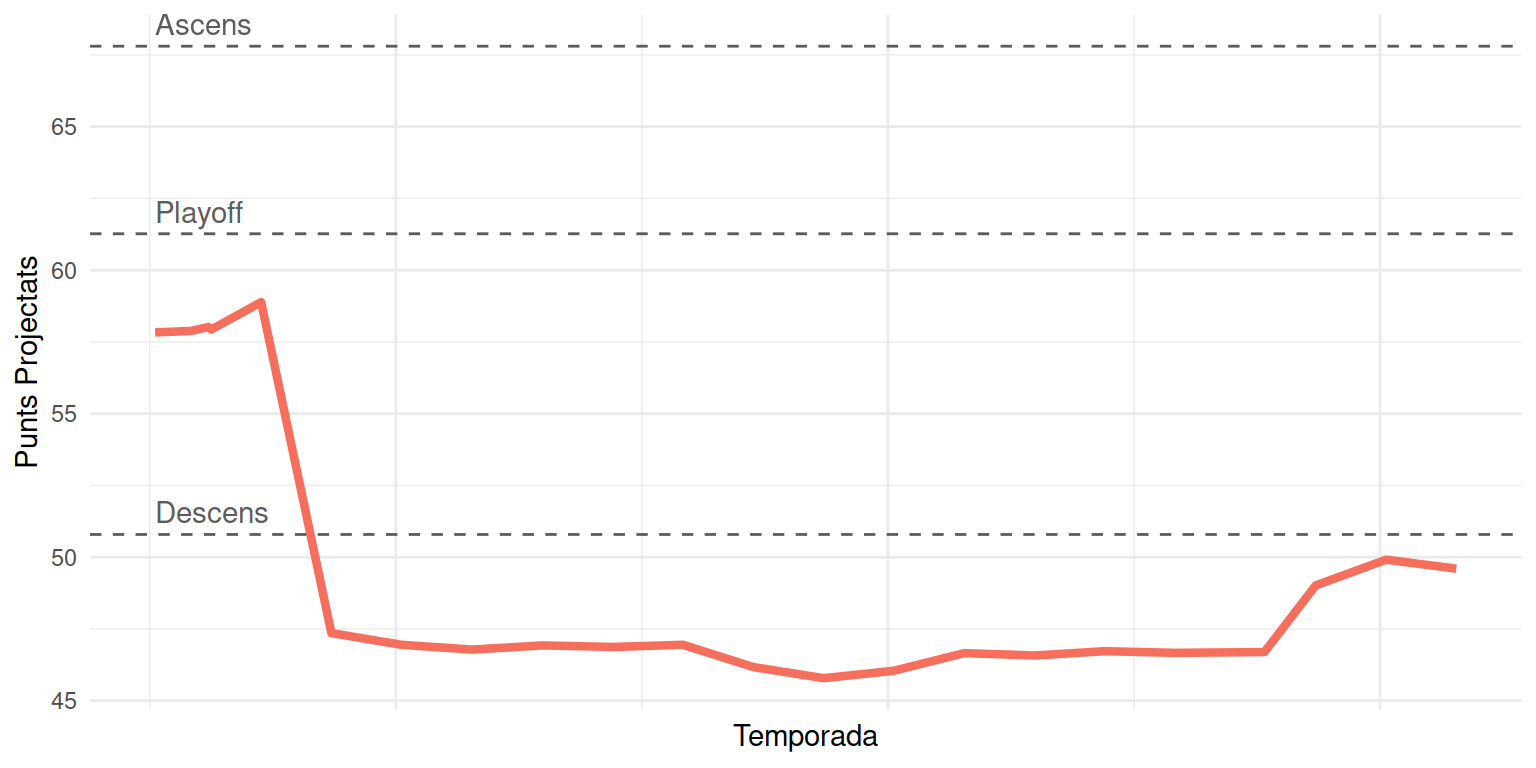 Ascens
65
Playoff
60
Punts Projectats
55
Descens
50
45
Temporada